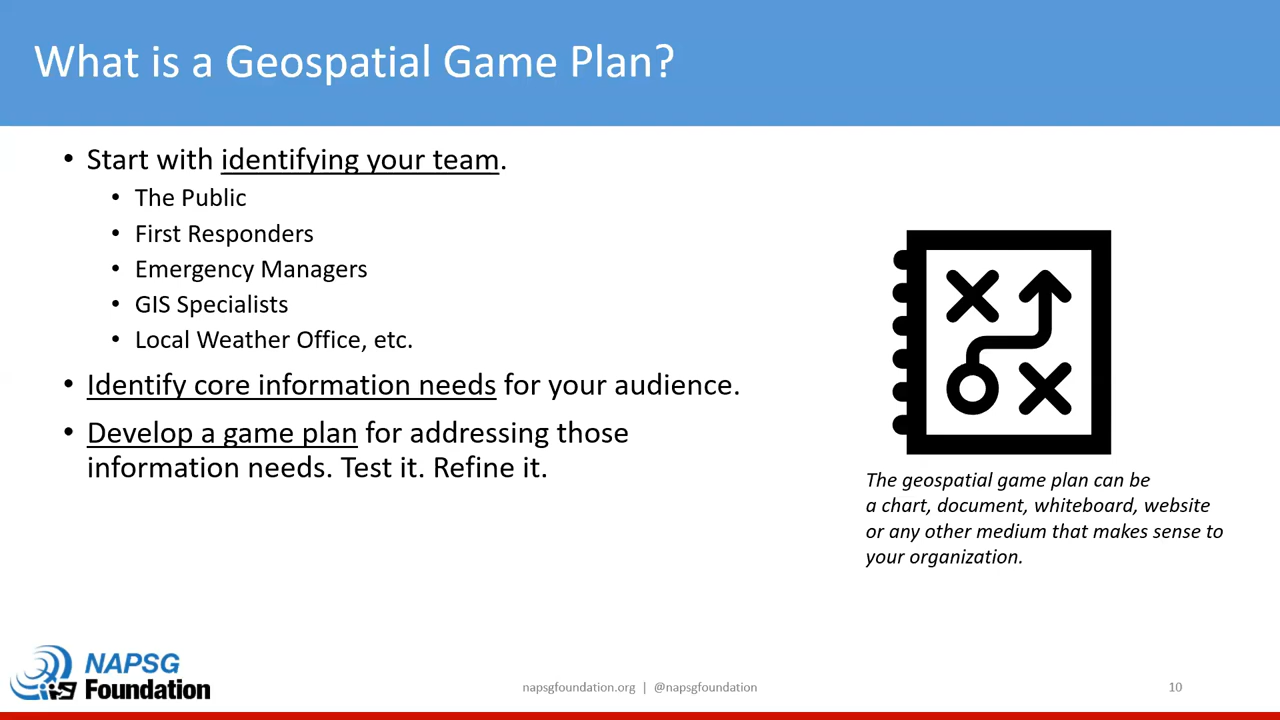 What is a Geospatial Game Plan?
• Start with identifying your team.
• The Public
• First Responders
• Emergency Managers
• GIS Specialists
• Local Weather Office, etc.
• Identify core information needs for your audience.
• Develop a game plan for addressing those
information needs. Test it. Refine it.
The geospatial game plan can be
a chart, document, whiteboard, website
or any other medium that makes sense to
your organization.
NAPSG
Foundation
napsgfoundation.org | @napsgfoundation
10